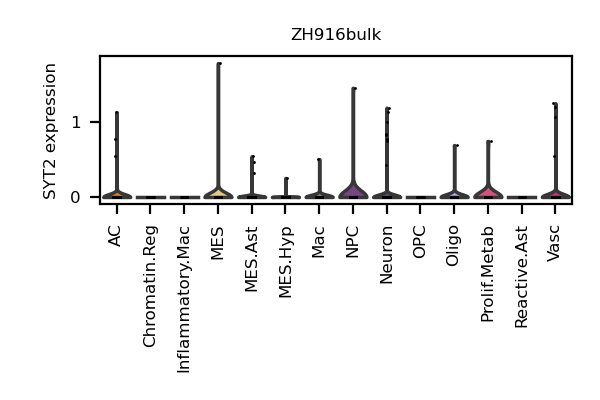 ZH916bulk
SYT2 expression
1
0
AC
Chromatin.Reg
Inflammatory.Mac
MES
MES.Ast
MES.Hyp
Mac
NPC
Neuron
OPC
Oligo
Prolif.Metab
Reactive.Ast
Vasc